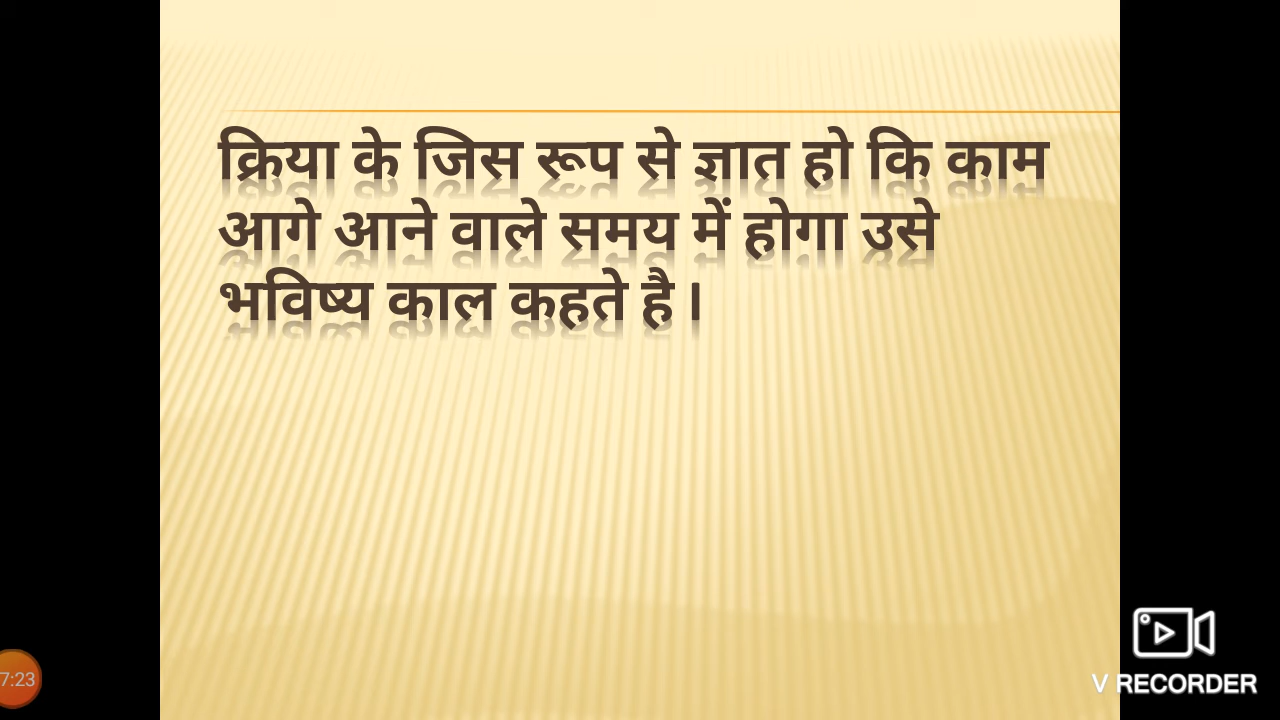 क्रिया के जिस रूप से ज्ञात हो कि काम
आगे आने वाले समय में होगा उसे
भविष्य काल कहते है ।
7:23
V RECORDER